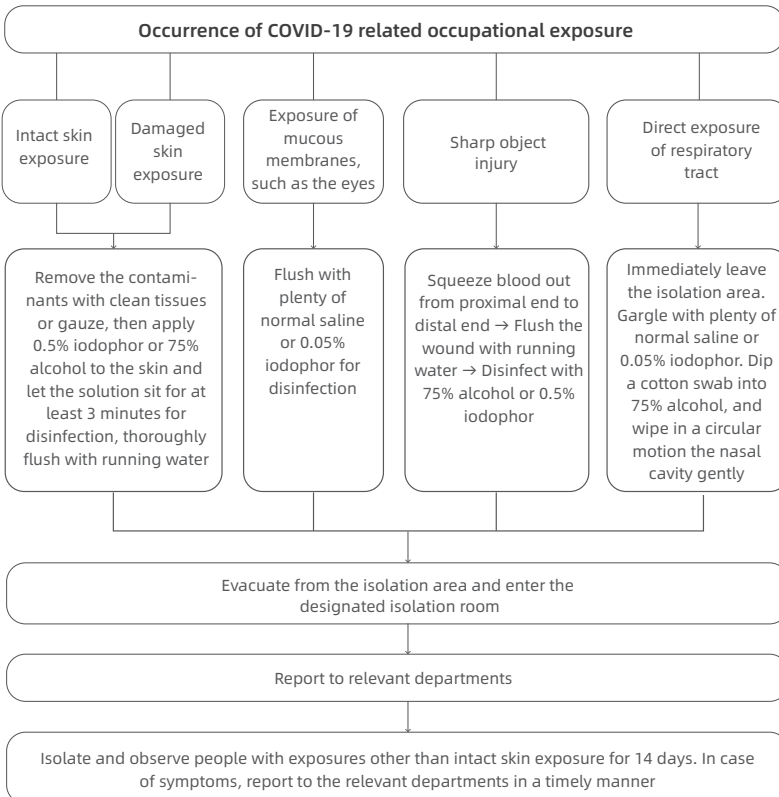 Occurrence of COVID-19 related occupational exposure
Intact skin
exposure
Damaged
skin
exposure
Exposure of
mucous
membranes,
such as the eyes
Sharp object
injury
Direct exposure
of respiratory
tract
Remove the contami-
nants with clean tissues
or gauze, then apply
0.5% iodophor or 75%
alcohol to the skin and
let the solution sit for at
least 3 minutes for
disinfection, thoroughly
flush with running water
Flush with
plenty of
normal saline
or 0.05%
iodophor for
disinfection
Squeeze blood out
from proximal end to
distal end → Flush the
wound with running
water → Disinfect with
75% alcohol or 0.5%
iodophor
Immediately leave
the isolation area.
Gargle with plenty of
normal saline or
0.05% iodophor. Dip
a cotton swab into
75% alcohol, and
wipe in a circular
motion the nasal
cavity gently
Evacuate from the isolation area and enter the
designated isolation room
Report to relevant departments
Isolate and observe people with exposures other than intact skin exposure for 14 days. In case
of symptoms, report to the relevant departments in a timely manner